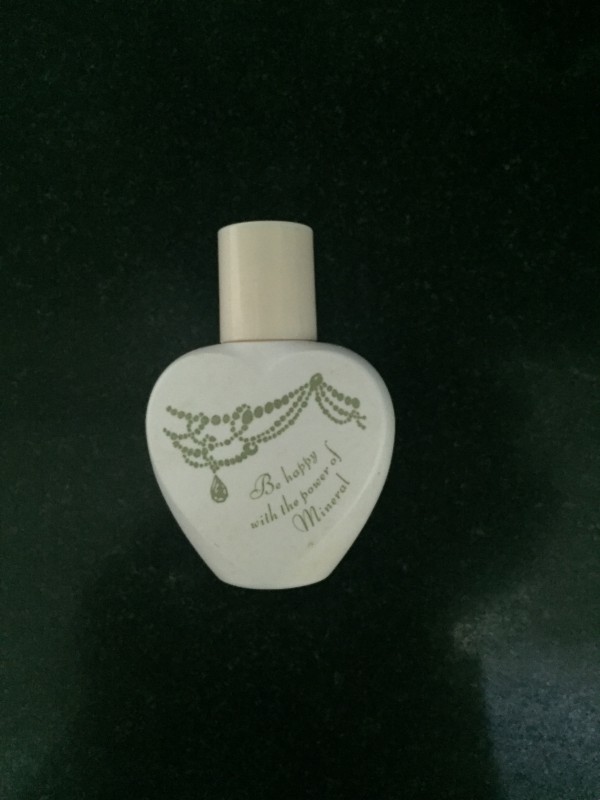 Be happy
with the power of
Mineral